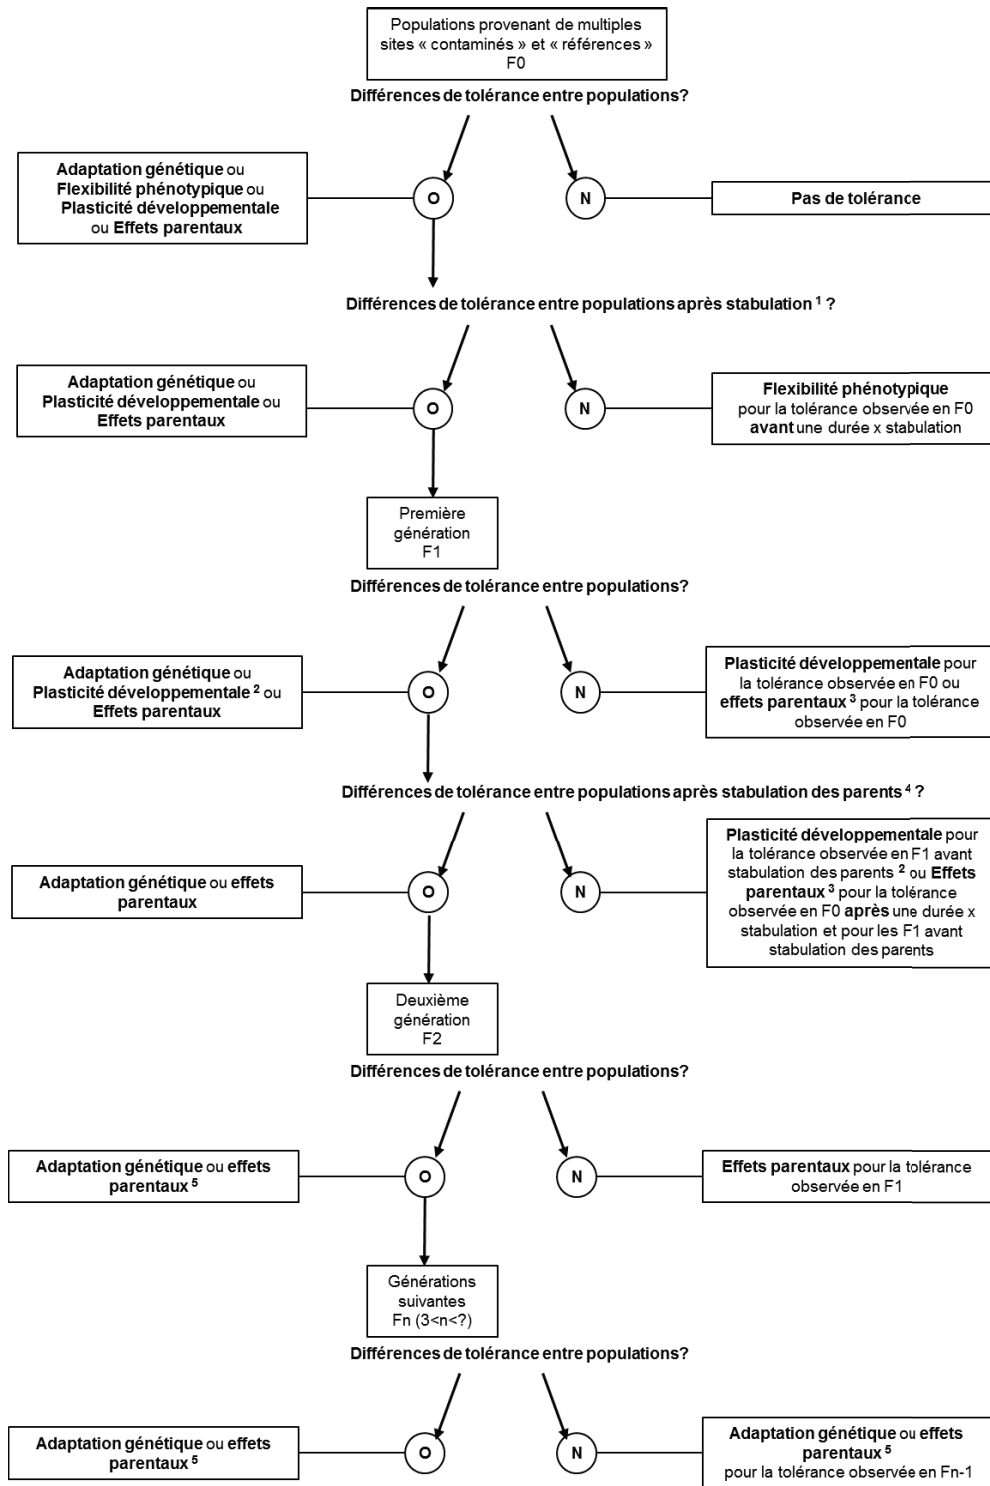 Populations provenant de multiples
sites « contaminés » et « références »
F0
Différences de tolérance entre populations?
Adaptation génétique ou
Flexibilité phénotypique ou
Plasticité développementale
ou Effets parentaux
O
N
Pas de tolérance
Différences de tolérance entre populations après stabulation ¹ ?
Adaptation génétique ou
Plasticité développementale ou
Effets parentaux
O
N
Flexibilité phénotypique
pour la tolérance observée en F0
avant une durée x stabulation
Première
génération
F1
Différences de tolérance entre populations?
Adaptation génétique ou
Plasticité développementale ² ou
Effets parentaux
O
N
Plasticité développementale pour
la tolérance observée en F0 ou
effets parentaux ³ pour la tolérance
observée en F0
Différences de tolérance entre populations après stabulation des parents ⁴ ?
Adaptation génétique ou effets
parentaux
O
N
Plasticité développementale pour
la tolérance observée en F1 avant
stabulation des parents ² ou Effets
parentaux ³ pour la tolérance
observée en F0 après une durée x
stabulation et pour les F1 avant
stabulation des parents
Deuxième
génération
F2
Différences de tolérance entre populations?
Adaptation génétique ou effets
parentaux ⁵
O
N
Effets parentaux pour la tolérance
observée en F1
Générations
suivantes
Fn (3<n<?)
Différences de tolérance entre populations?
Adaptation génétique ou effets
parentaux ⁵
O
N
Adaptation génétique ou effets
parentaux ⁵
pour la tolérance observée en Fn-1